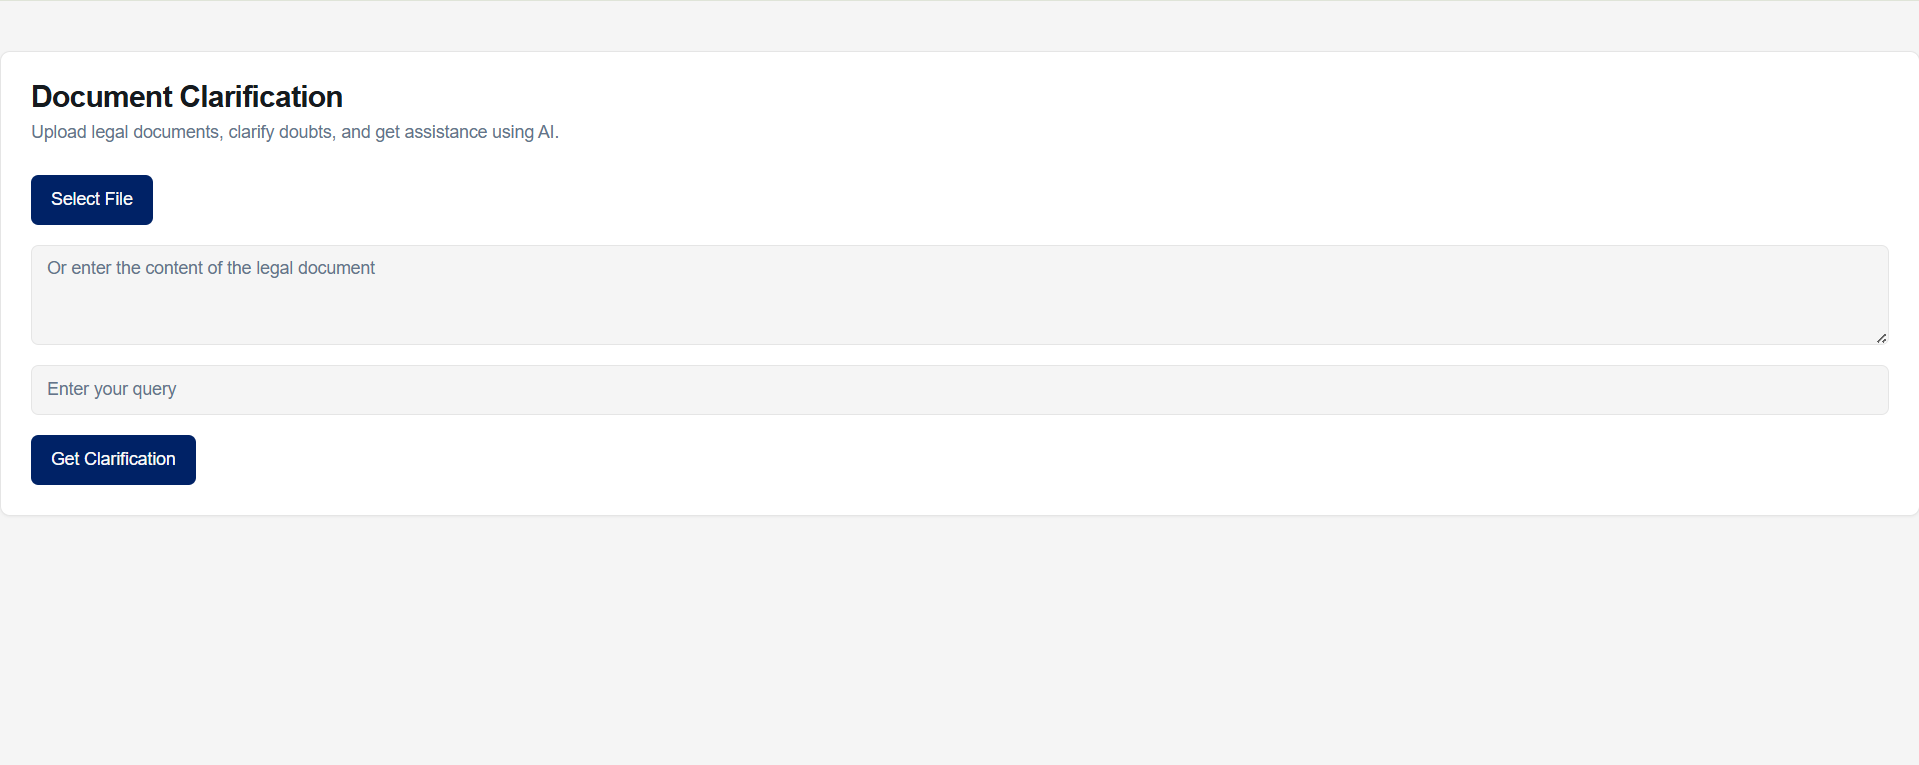 Document Clarification
Upload legal documents, clarify doubts, and get assistance using AI.
Select File
Or enter the content of the legal document
Enter your query
Get Clarification